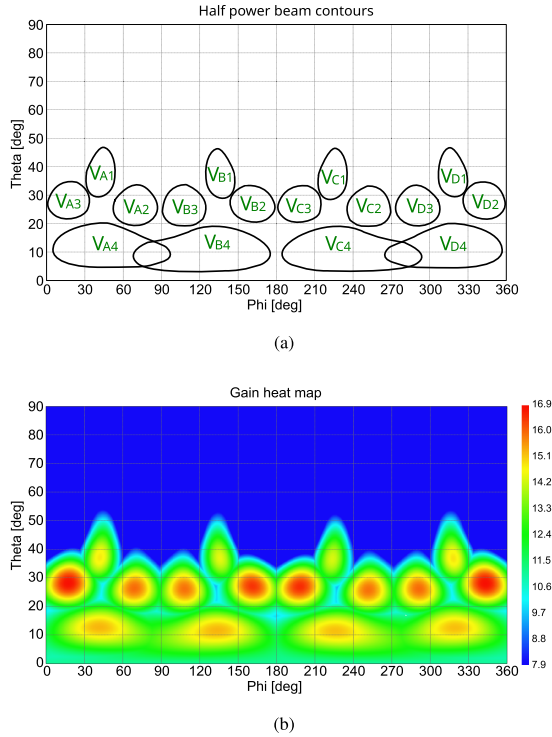 Half power beam contours
90
80
70
60
50
40
30
20
10
0
Theta [deg]
VA1
VB1
VC1
VD1
VA3
VA2
VB3
VB2
VC3
VC2
VD3
VD2
VA4
VB4
VC4
VD4
0 30 60 90 120 150 180 210 240 270 300 330 360
Phi [deg]
(a)
Gain heat map
90
80
70
60
50
40
30
20
10
0
Theta [deg]
0 30 60 90 120 150 180 210 240 270 300 330 360
Phi [deg]
16.9
16.0
15.1
14.2
13.3
12.4
11.5
10.6
9.7
8.8
7.9
(b)